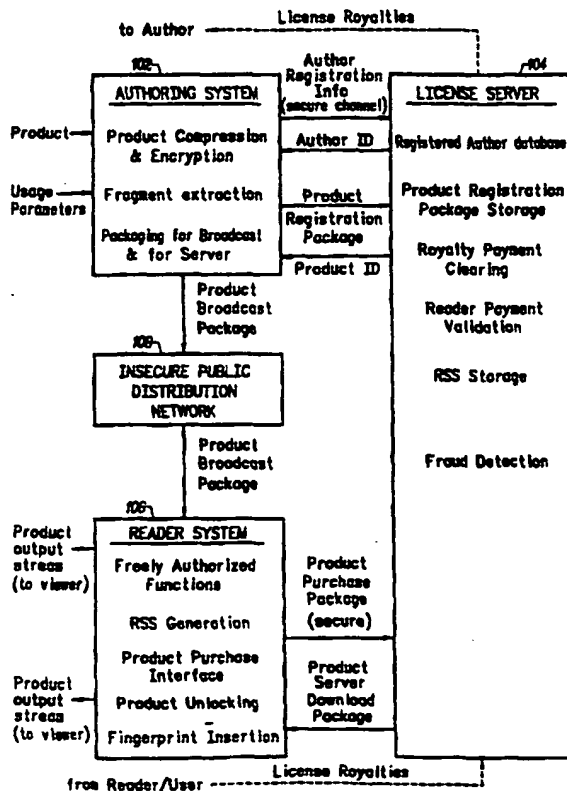 License Royalties
to Author
102
AUTHORING SYSTEM
Product Compression
& Encryption
Fragment extraction
Packaging for Broadcast
& for Server
Product
Usage
Parameters
Author
Registration
Info
(secure channel)
Author ID
Product
Registration
Package
Product ID
104
LICENSE SERVER
Registered Author database
Product Registration
Package Storage
Royalty Payment
Clearing
Reader Payment
Validation
RSS Storage
Fraud Detection
Product
Broadcast
Package
108
INSECURE PUBLIC
DISTRIBUTION
NETWORK
Product
Broadcast
Package
106
READER SYSTEM
Freely Authorized
Functions
RSS Generation
Product Purchase
Interface
Product Unlocking
Fingerprint Insertion
Product
output
stream
(to viewer)
Product
output
stream
(to viewer)
Product
Purchase
Package
(secure)
Product
Server
Download
Package
License Royalties
from Reader/User